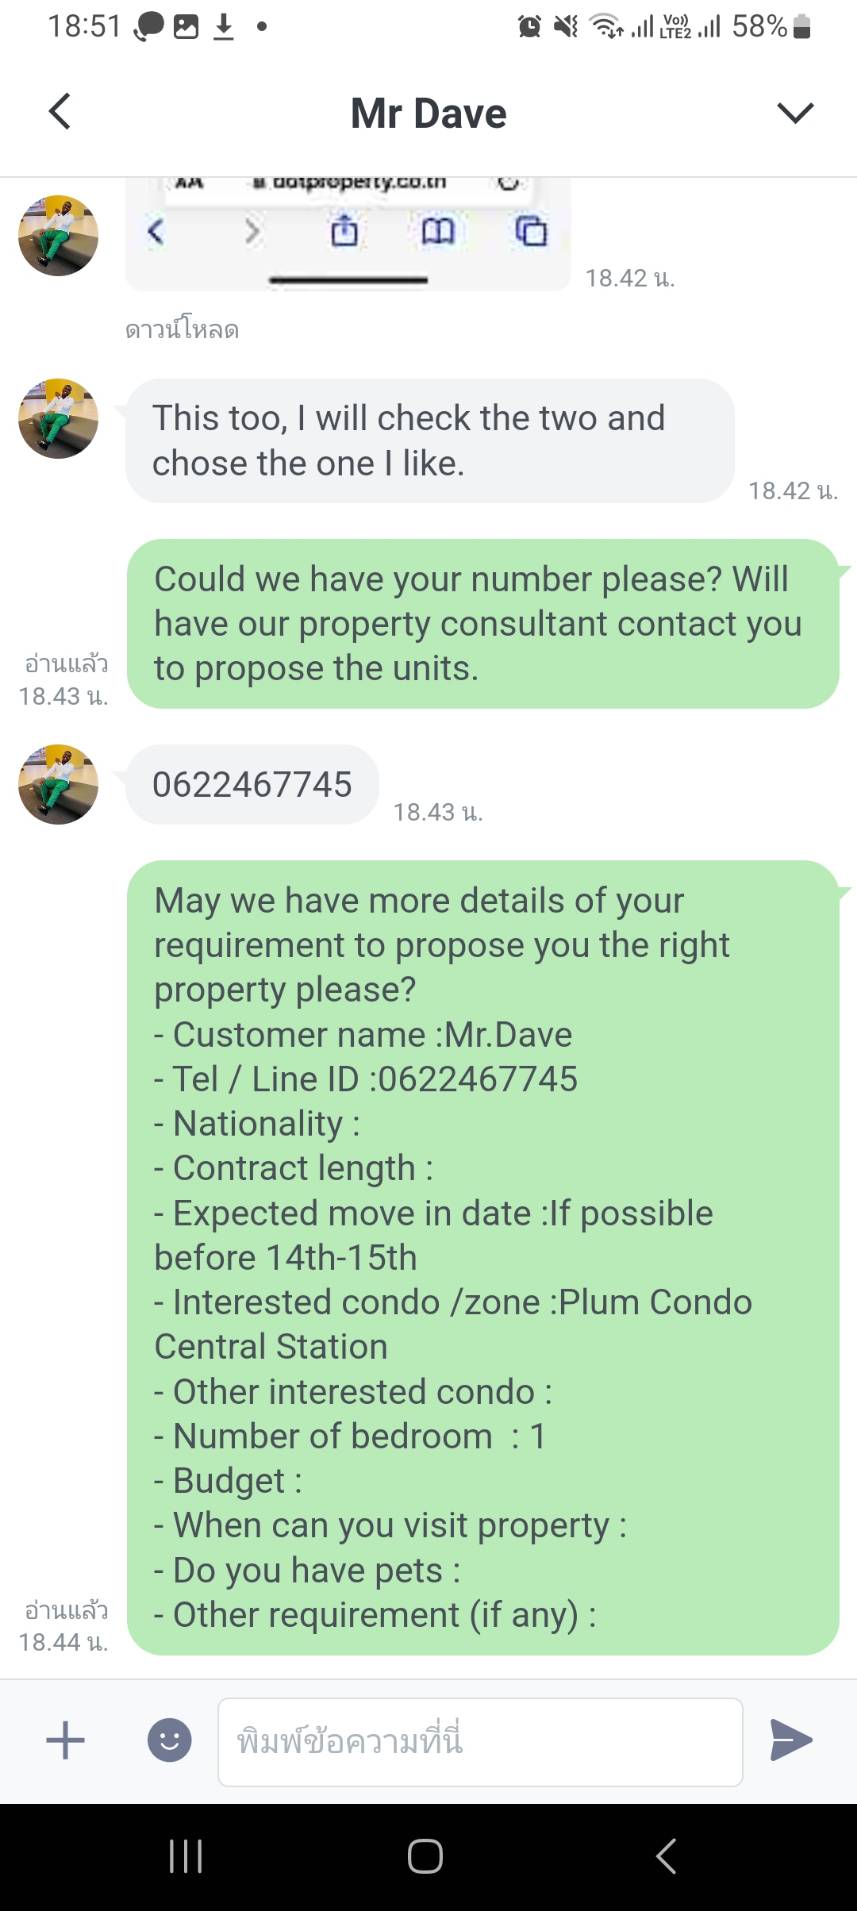 18:51
Vo))
LTE2
58%
Mr Dave
AA dotproperty.co.th
18.42 น.
ดาวน์โหลด
This too, I will check the two and
chose the one I like.
18.42 น.
Could we have your number please? Will
have our property consultant contact you
to propose the units.
อ่านแล้ว
18.43 น.
0622467745
18.43 น.
May we have more details of your
requirement to propose you the right
property please?
- Customer name :Mr.Dave
- Tel / Line ID :0622467745
- Nationality :
- Contract length :
- Expected move in date :If possible
before 14th-15th
- Interested condo /zone :Plum Condo
Central Station
- Other interested condo :
- Number of bedroom  : 1
- Budget :
- When can you visit property :
- Do you have pets :
- Other requirement (if any) :
อ่านแล้ว
18.44 น.
พิมพ์ข้อความที่นี่